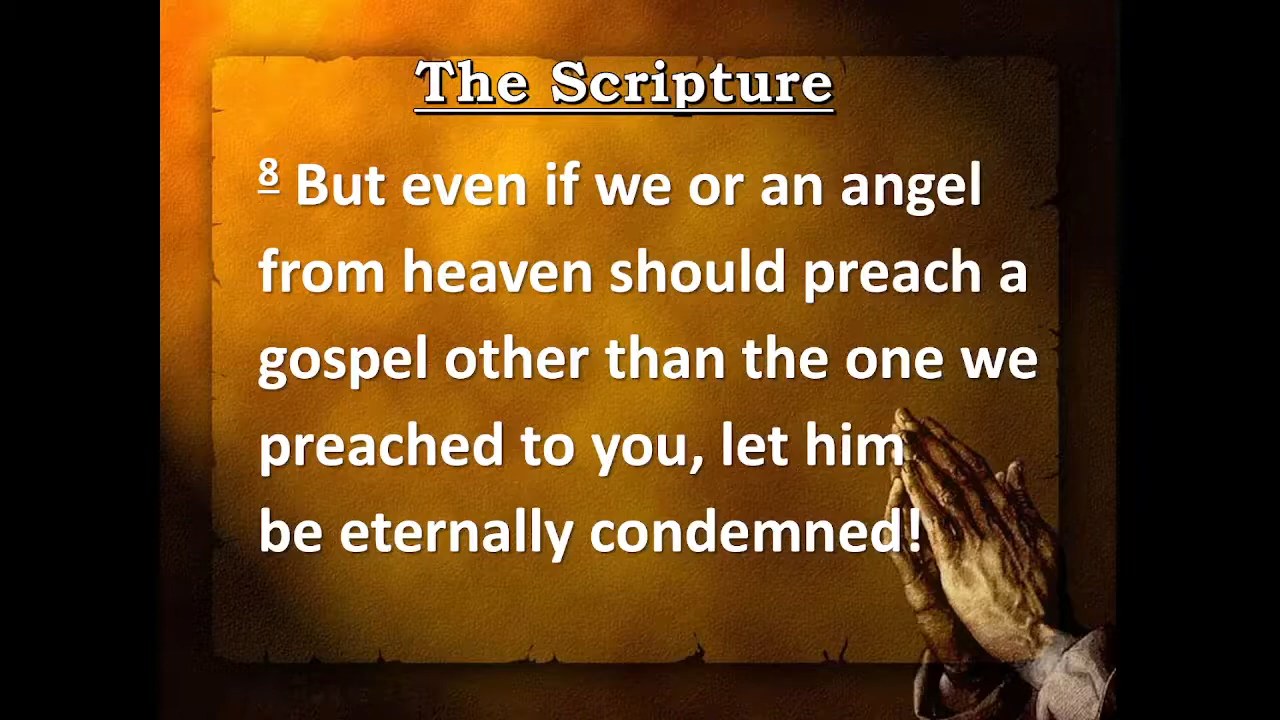 The Scripture
8 But even if we or an angel
from heaven should preach a
gospel other than the one we
preached to you, let him
be eternally condemned!